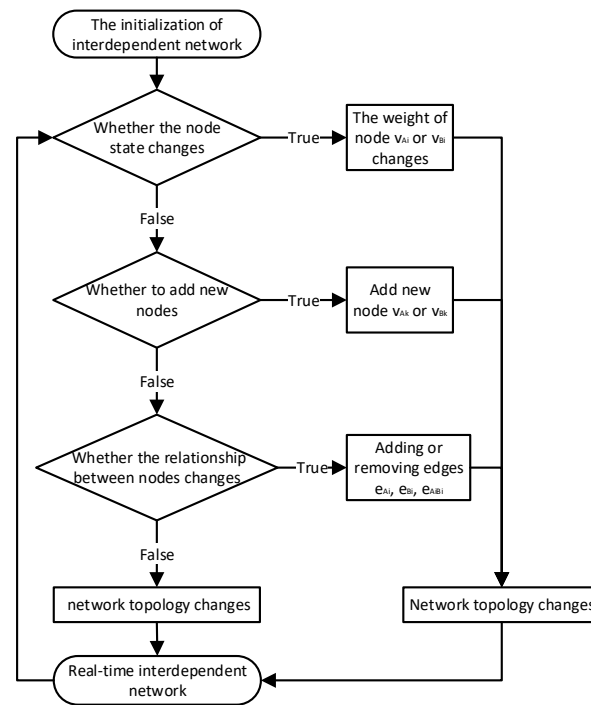 The initialization of
interdependent network
Whether the node
state changes
True
The weight of
node vAi or vBi
changes
False
Whether to add new
nodes
True
Add new
node vAk or vBk
False
Whether the relationship
between nodes changes
True
Adding or
removing edges
eAi, eBi, eAiBi
False
network topology changes
Network topology changes
Real-time interdependent
network